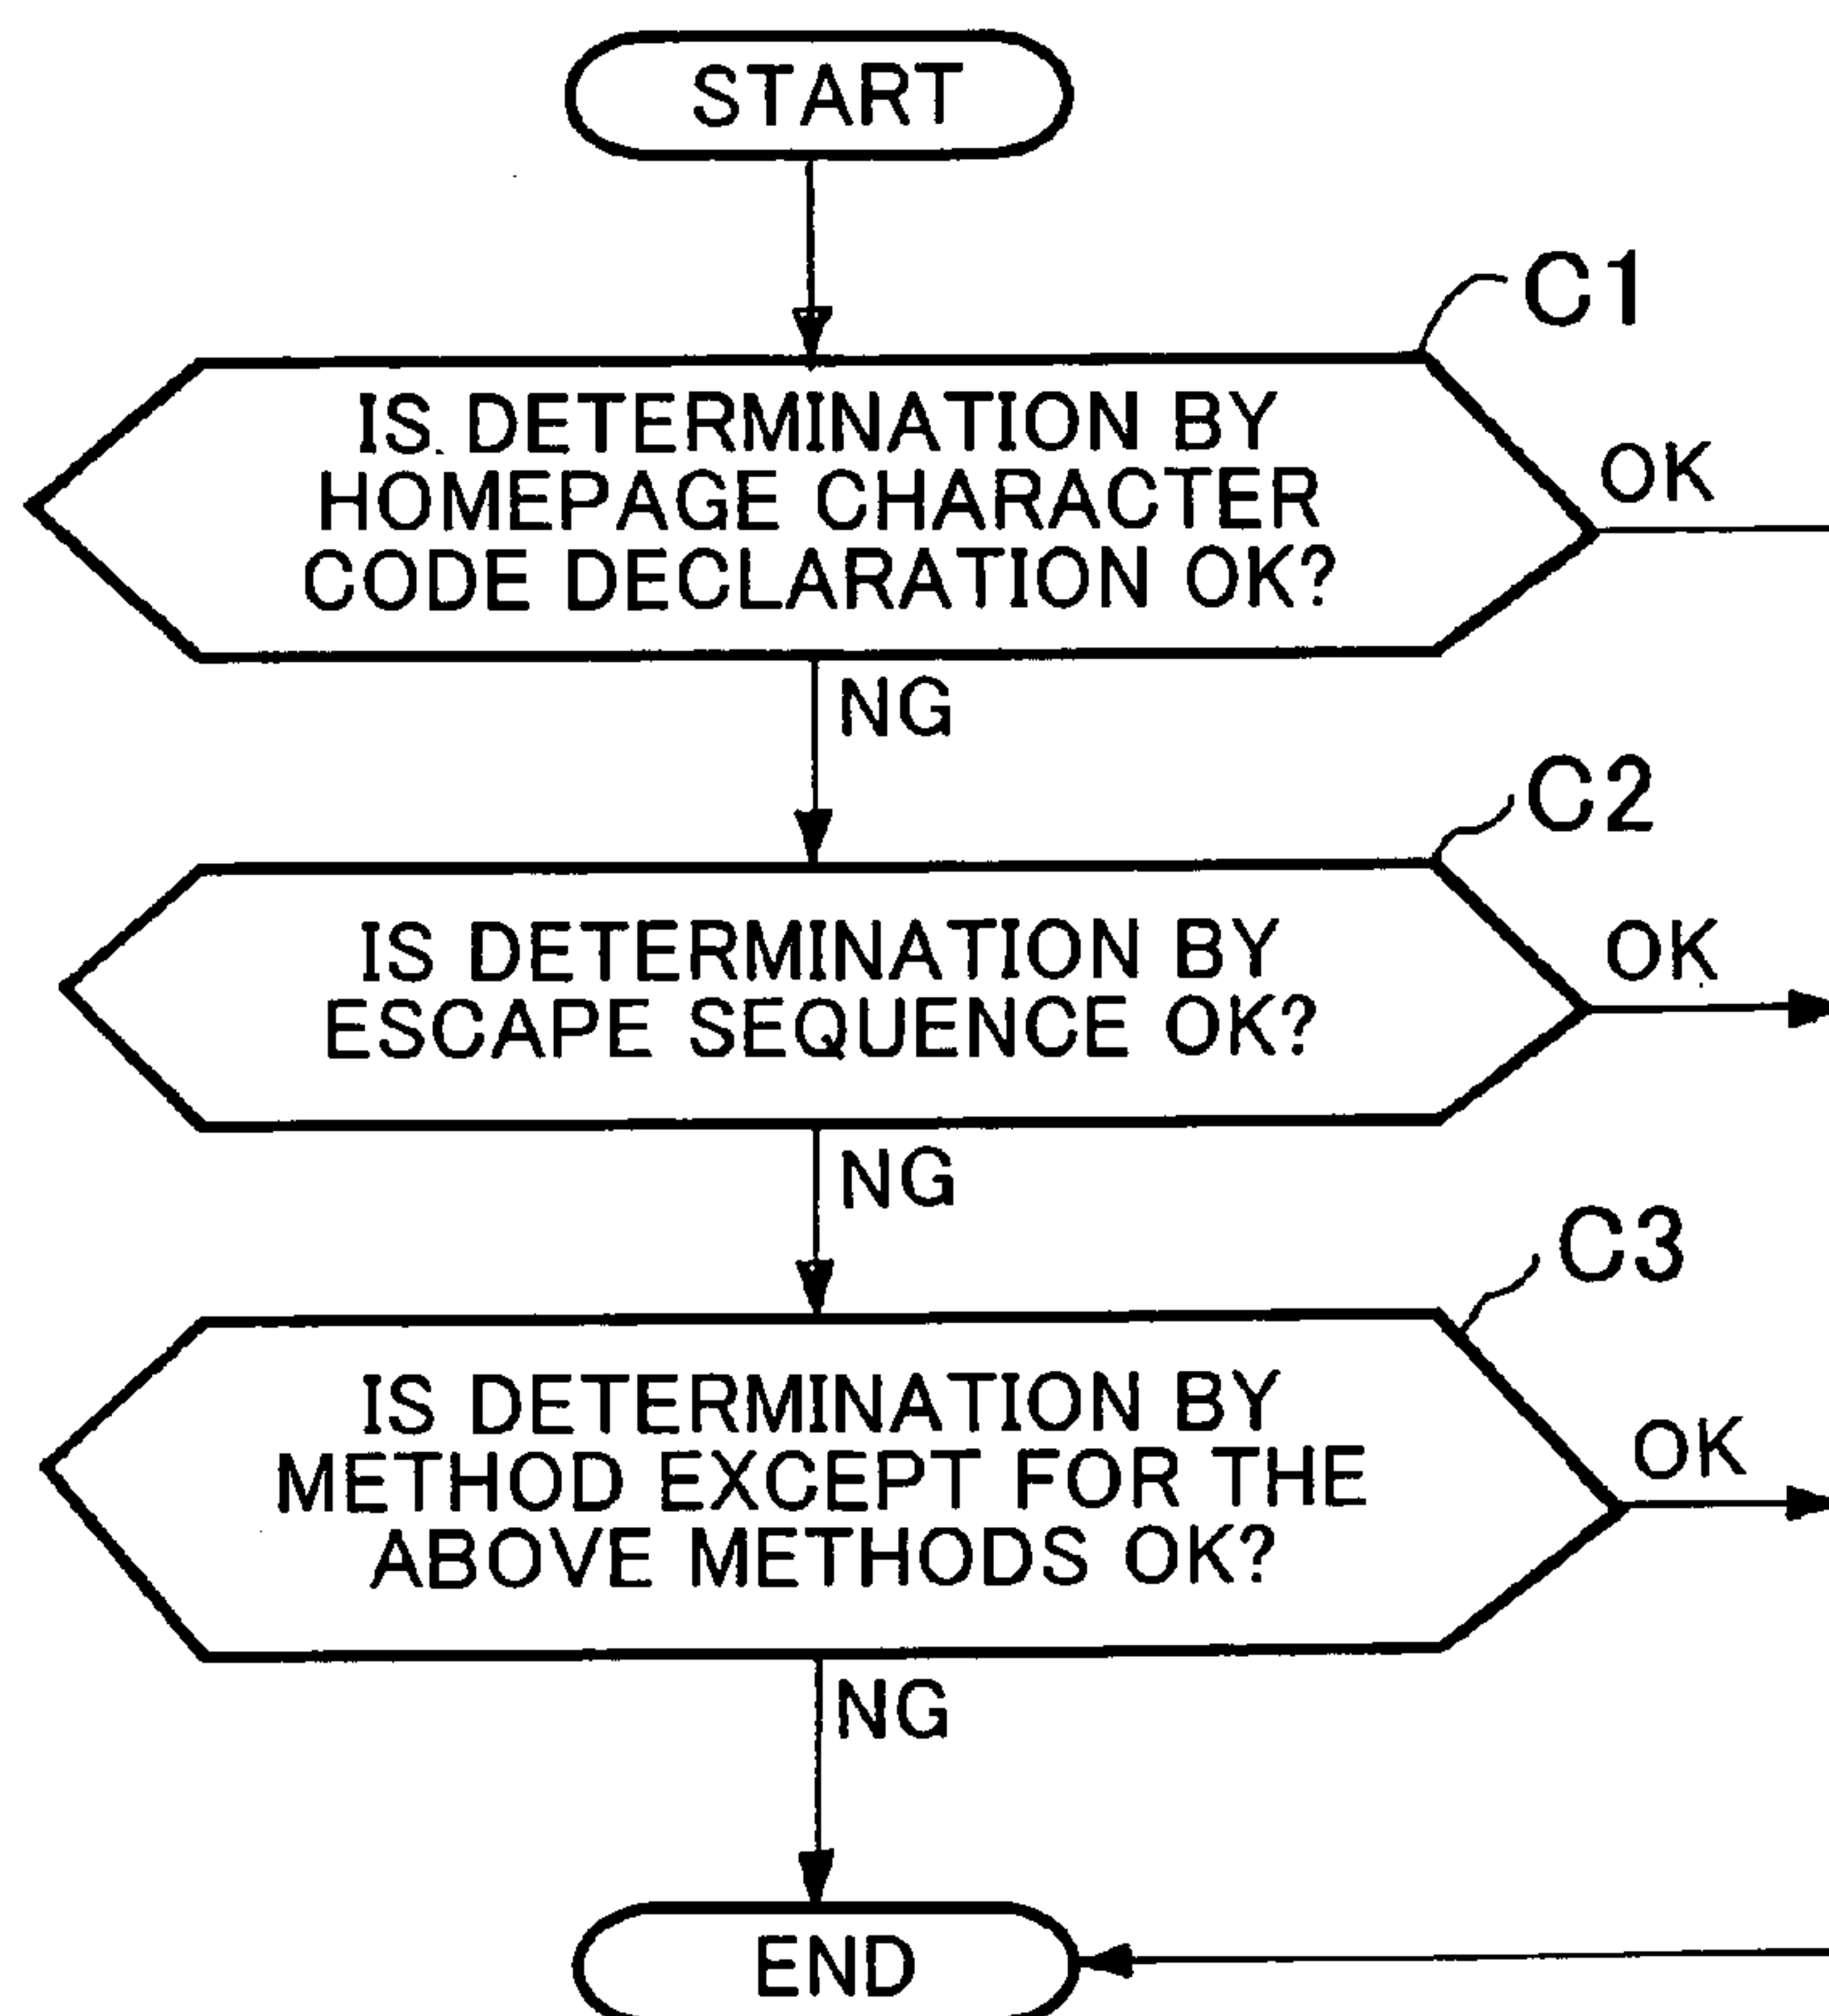 START
C1
IS DETERMINATION BY
HOMEPAGE CHARACTER
CODE DECLARATION OK?
OK
NG
C2
IS DETERMINATION BY
ESCAPE SEQUENCE OK?
OK
NG
C3
IS DETERMINATION BY
METHOD EXCEPT FOR THE
ABOVE METHODS OK?
OK
NG
END